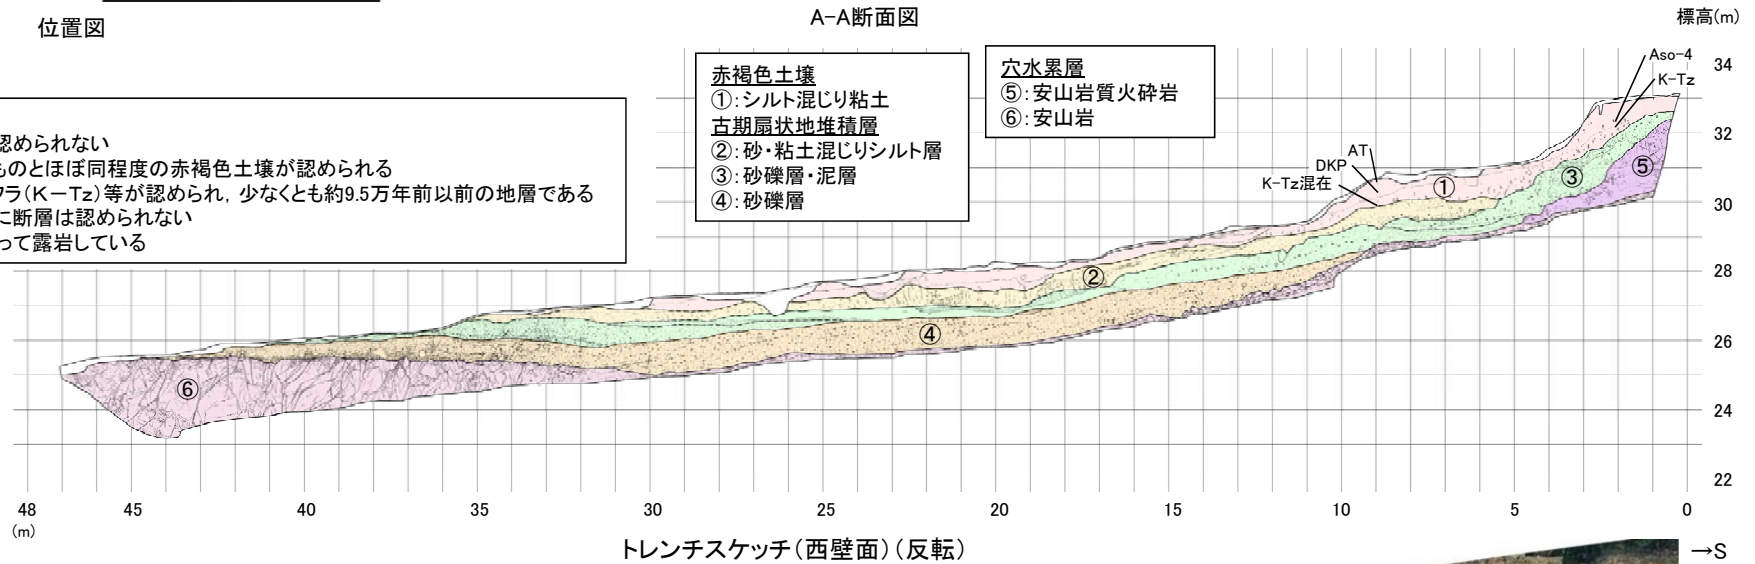 位置図
A-A断面図
標高(m)
認められない
ものとほぼ同程度の赤褐色土壌が認められる
フラ(K-Tz)等が認められ，少なくとも約9.5万年前以前の地層である
に断層は認められない
って露岩している
赤褐色土壌
①：シルト混じり粘土
古期扇状地堆積層
②：砂・粘土混じりシルト層
③：砂礫層・泥層
④：砂礫層
穴水累層
⑤：安山岩質火砕岩
⑥：安山岩
Aso-4
K-Tz
AT
DKP
K-Tz混在
①
②
③
④
⑤
⑥
34
32
30
28
26
24
22
48 45 40 35 30 25 20 15 10 5 0
(m)
トレンチスケッチ(西壁面)(反転)
→S